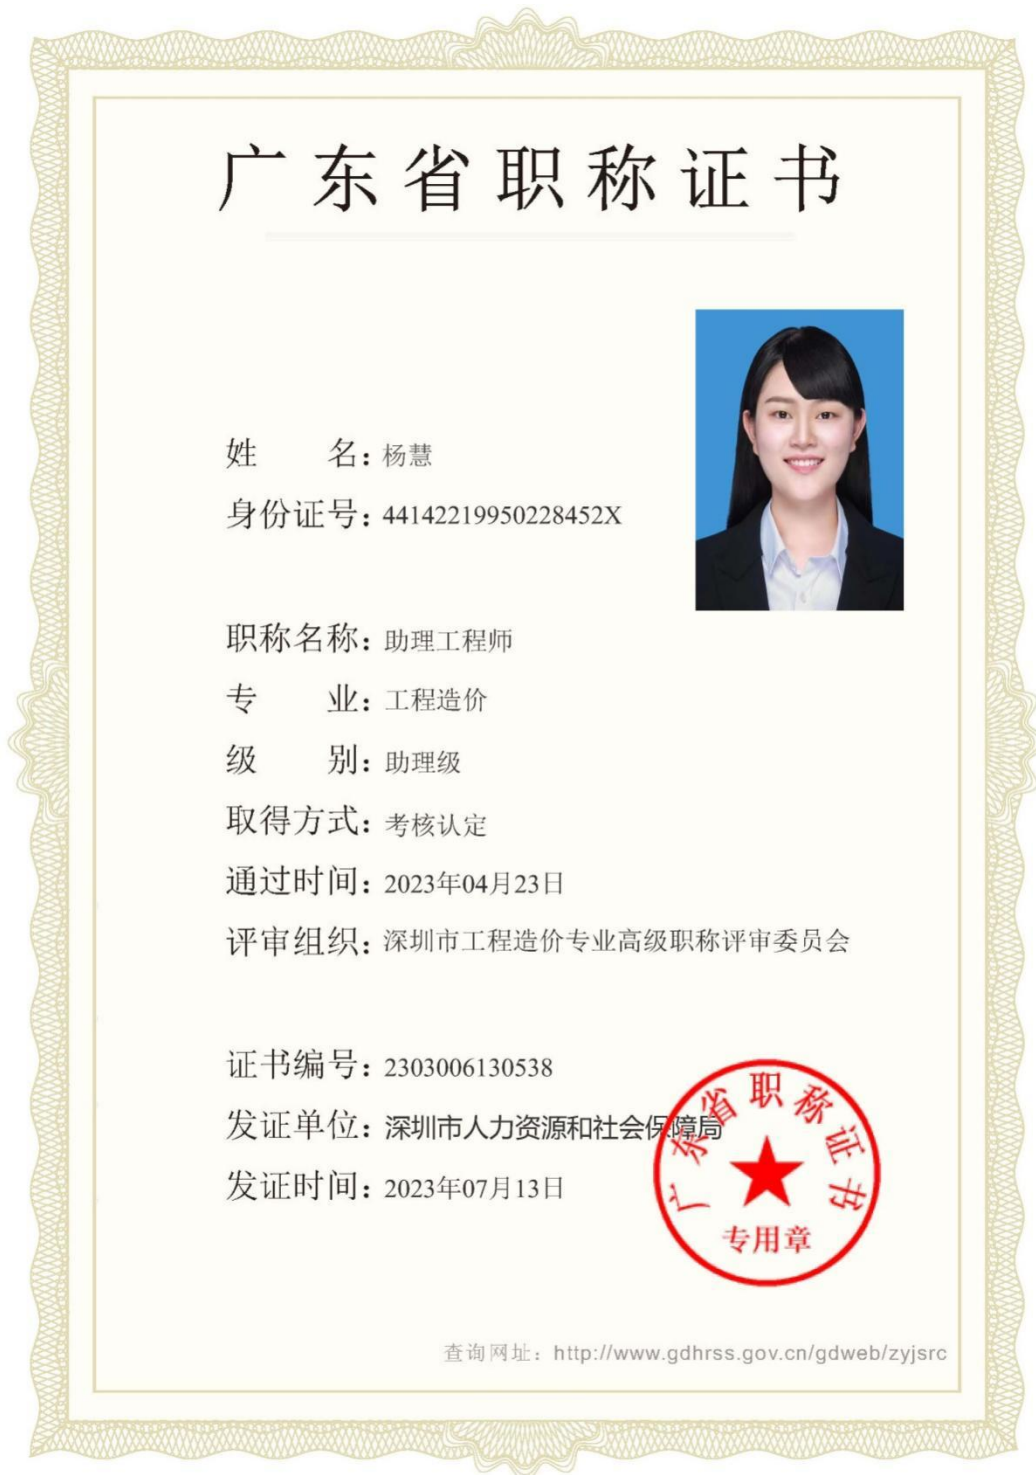 广东省职称证书
姓 名：杨慧
身份证号：44142219950228452X
职称名称：助理工程师
专 业：工程造价
级 别：助理级
取得方式：考核认定
通过时间：2023年04月23日
评审组织：深圳市工程造价专业高级职称评审委员会
证书编号：2303006130538
发证单位：深圳市人力资源和社会保障局
发证时间：2023年07月13日
广东省职称证书
专用章
查询网址：http://www.gdhrss.gov.cn/gdweb/zyjsrc